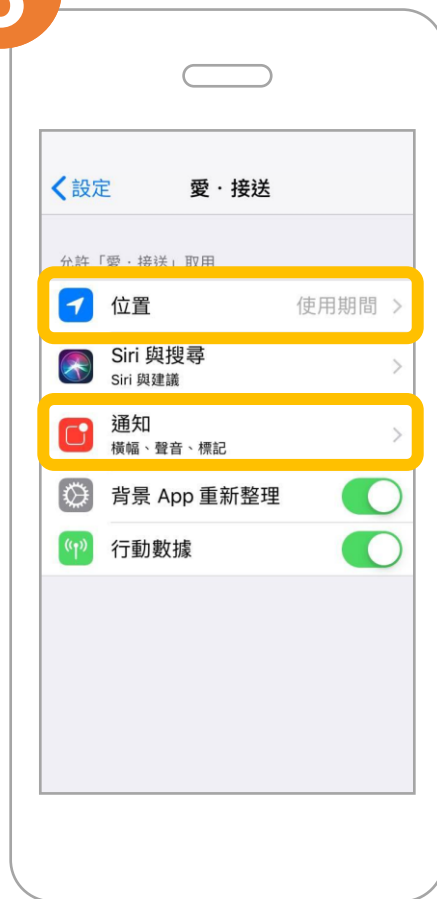 設定
愛·接送
允許「愛·接送」取用
位置
使用期間
Siri 與搜尋
Siri 與建議
通知
橫幅、聲音、標記
背景 App 重新整理
行動數據